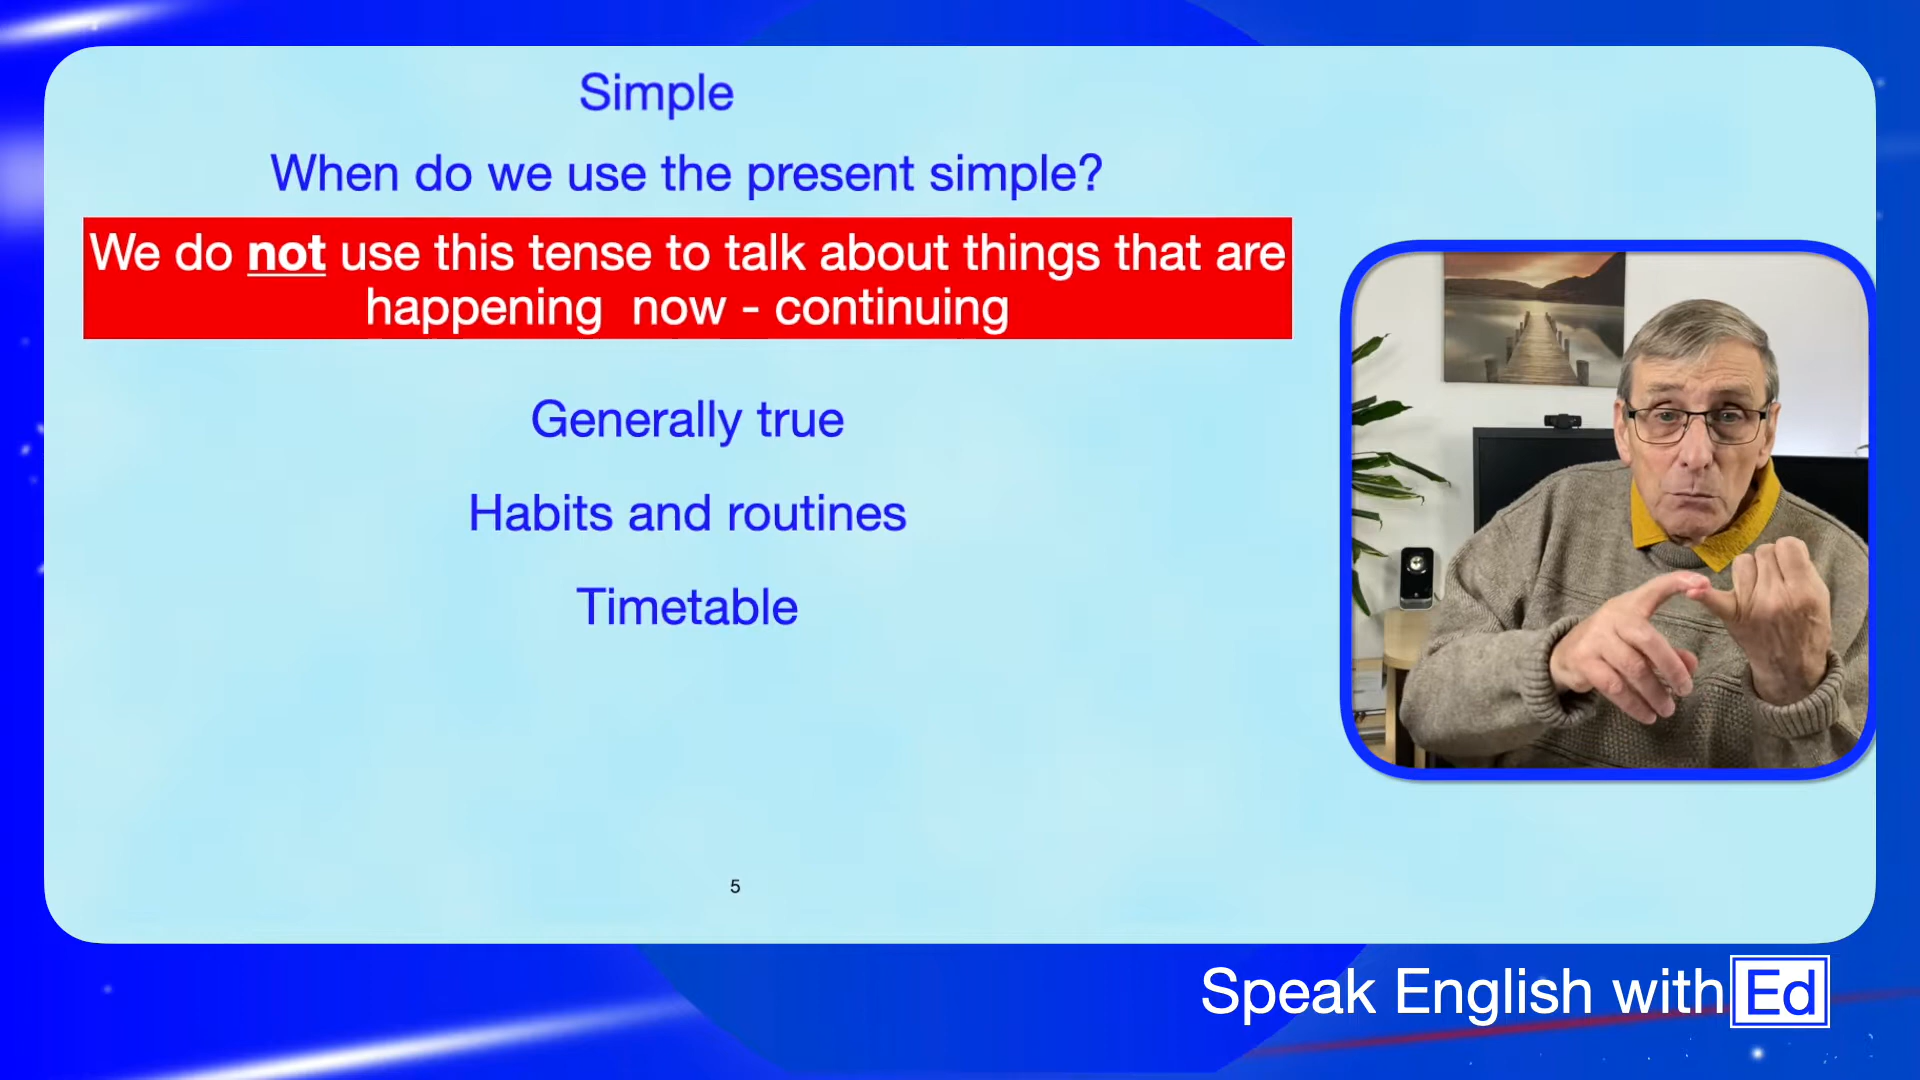 Simple
When do we use the present simple?
We do not use this tense to talk about things that are
happening  now - continuing
Generally true
Habits and routines
Timetable
5
Speak English with Ed